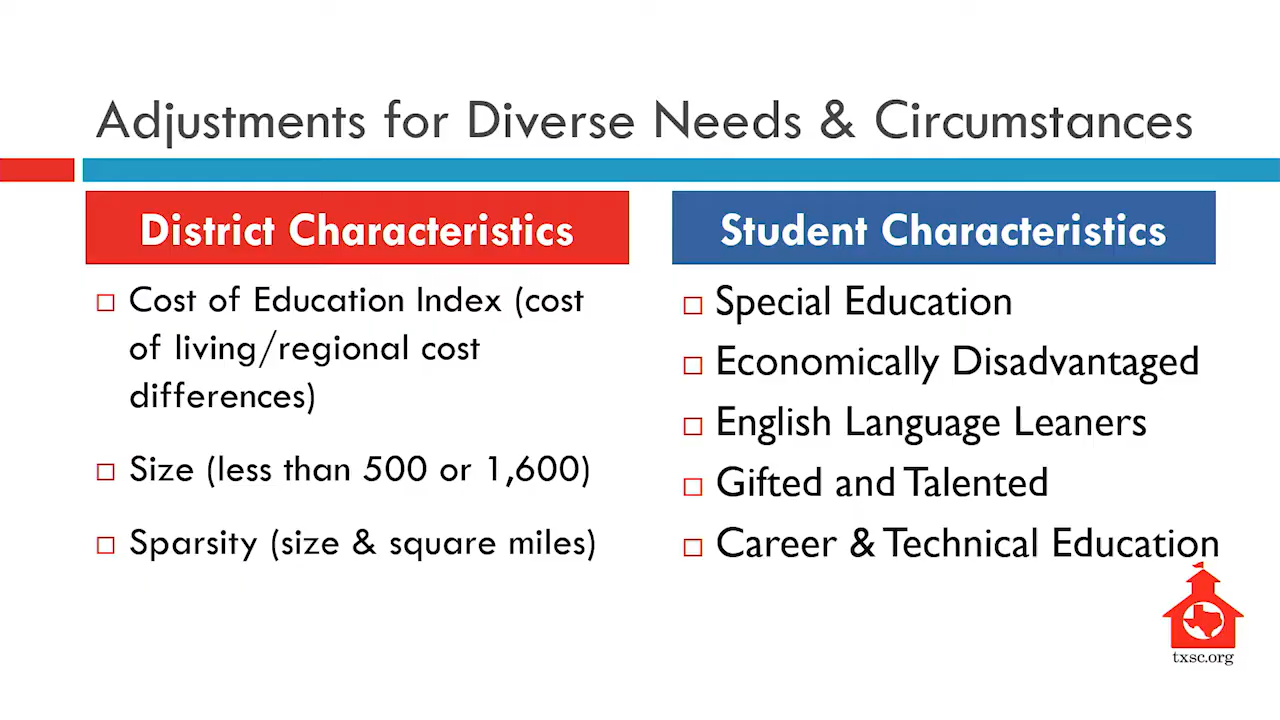 Adjustments for Diverse Needs & Circumstances
District Characteristics
□ Cost of Education Index (cost
of living/regional cost
differences)
□ Size (less than 500 or 1,600)
□ Sparsity (size & square miles)
Student Characteristics
□ Special Education
□ Economically Disadvantaged
□ English Language Leaners
□ Gifted and Talented
□ Career & Technical Education
txsc.org